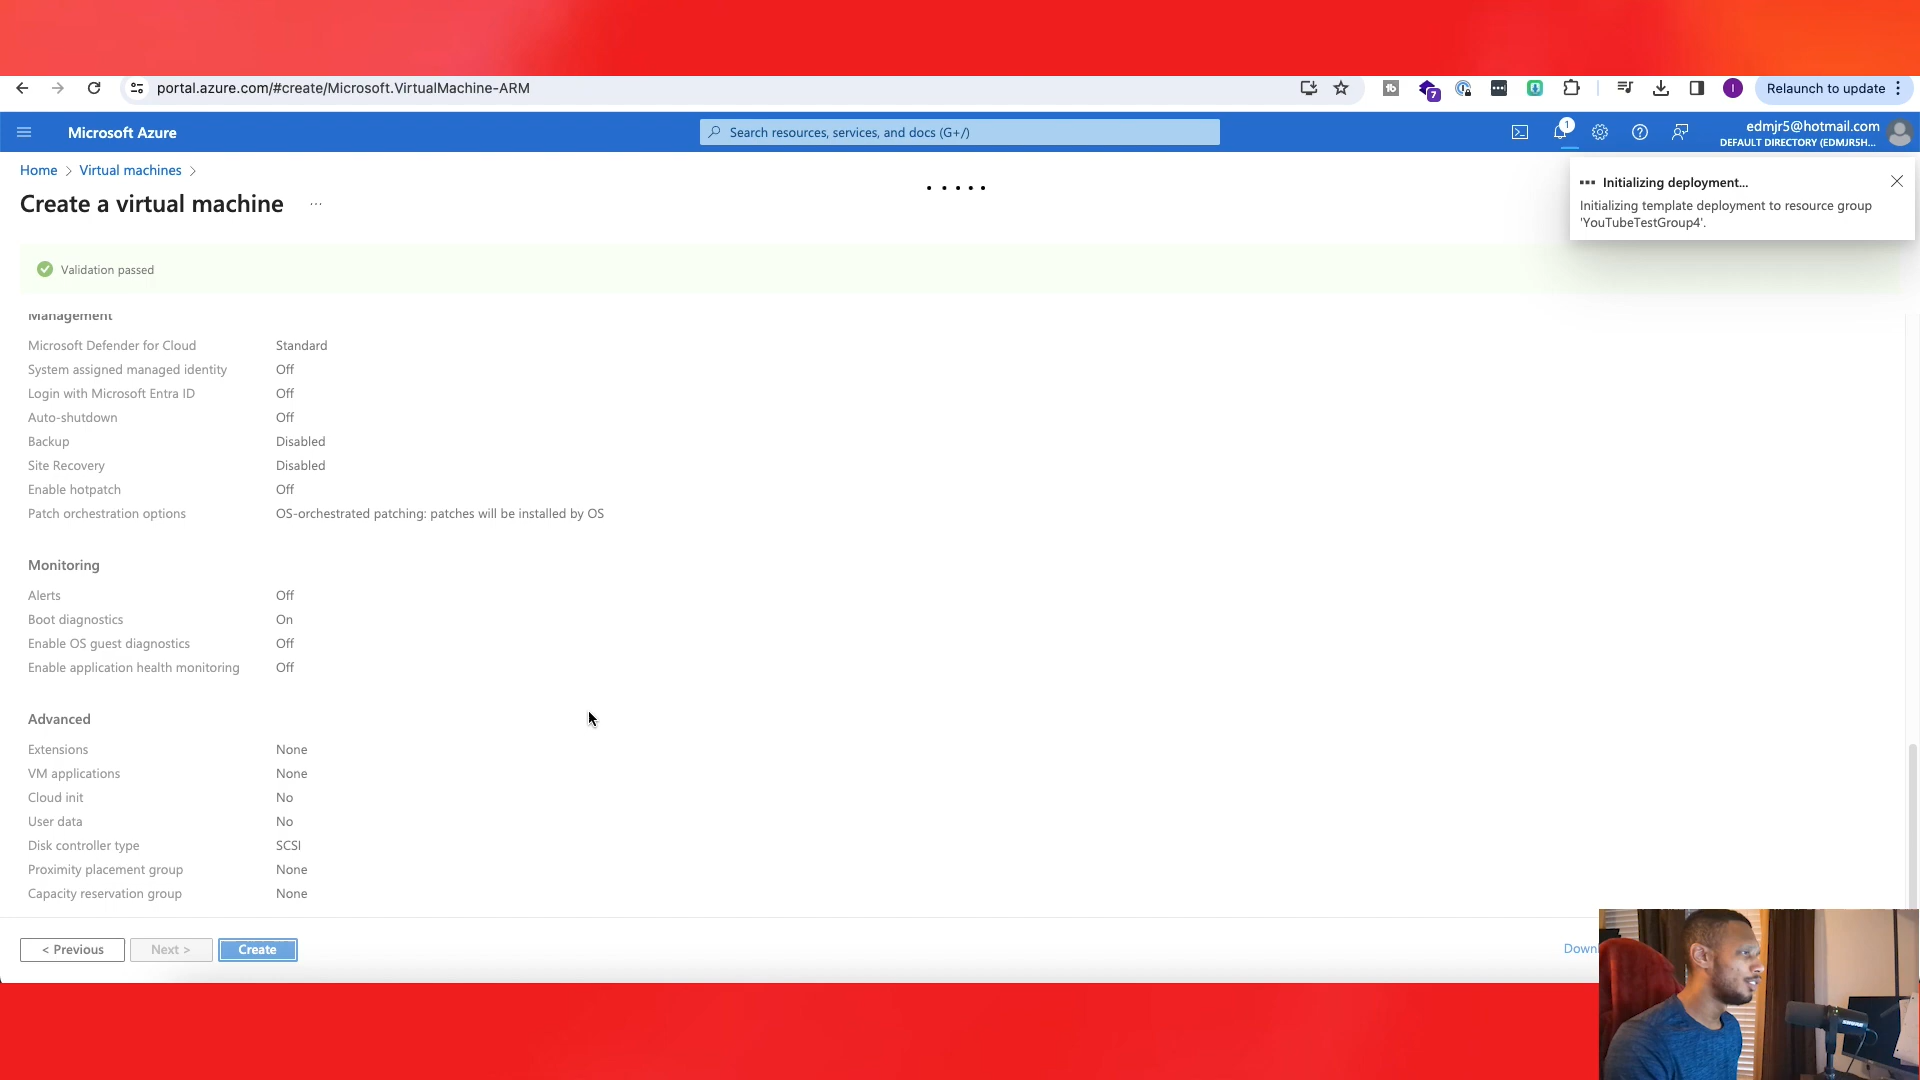 portal.azure.com/#create/Microsoft.VirtualMachine-ARM
7
I
Relaunch to update
Microsoft Azure
Search resources, services, and docs (G+/)
1
edmjr5@hotmail.com
DEFAULT DIRECTORY (EDMJR5H...
Home > Virtual machines >
Create a virtual machine ...
Initializing deployment...
Initializing template deployment to resource group
'YouTubeTestGroup4'.
Validation passed
Management
Microsoft Defender for Cloud Standard
System assigned managed identity Off
Login with Microsoft Entra ID Off
Auto-shutdown Off
Backup Disabled
Site Recovery Disabled
Enable hotpatch Off
Patch orchestration options OS-orchestrated patching: patches will be installed by OS
Monitoring
Alerts Off
Boot diagnostics On
Enable OS guest diagnostics Off
Enable application health monitoring Off
Advanced
Extensions None
VM applications None
Cloud init No
User data No
Disk controller type SCSI
Proximity placement group None
Capacity reservation group None
< Previous Next > Create